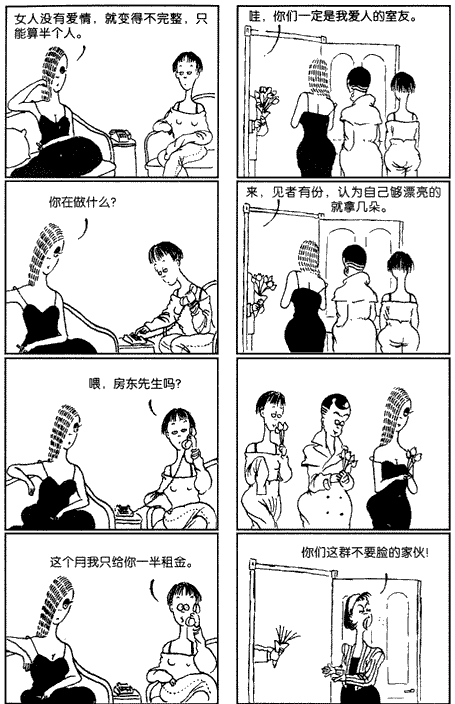 女人没有爱情，就变得不完整，只
能算半个人。
你在做什么？
喂，房东先生吗？
这个月我只给你一半租金。
哇，你们一定是我爱人的室友。
来，见者有份，认为自己够漂亮的
就拿几朵。
你们这群不要脸的家伙!